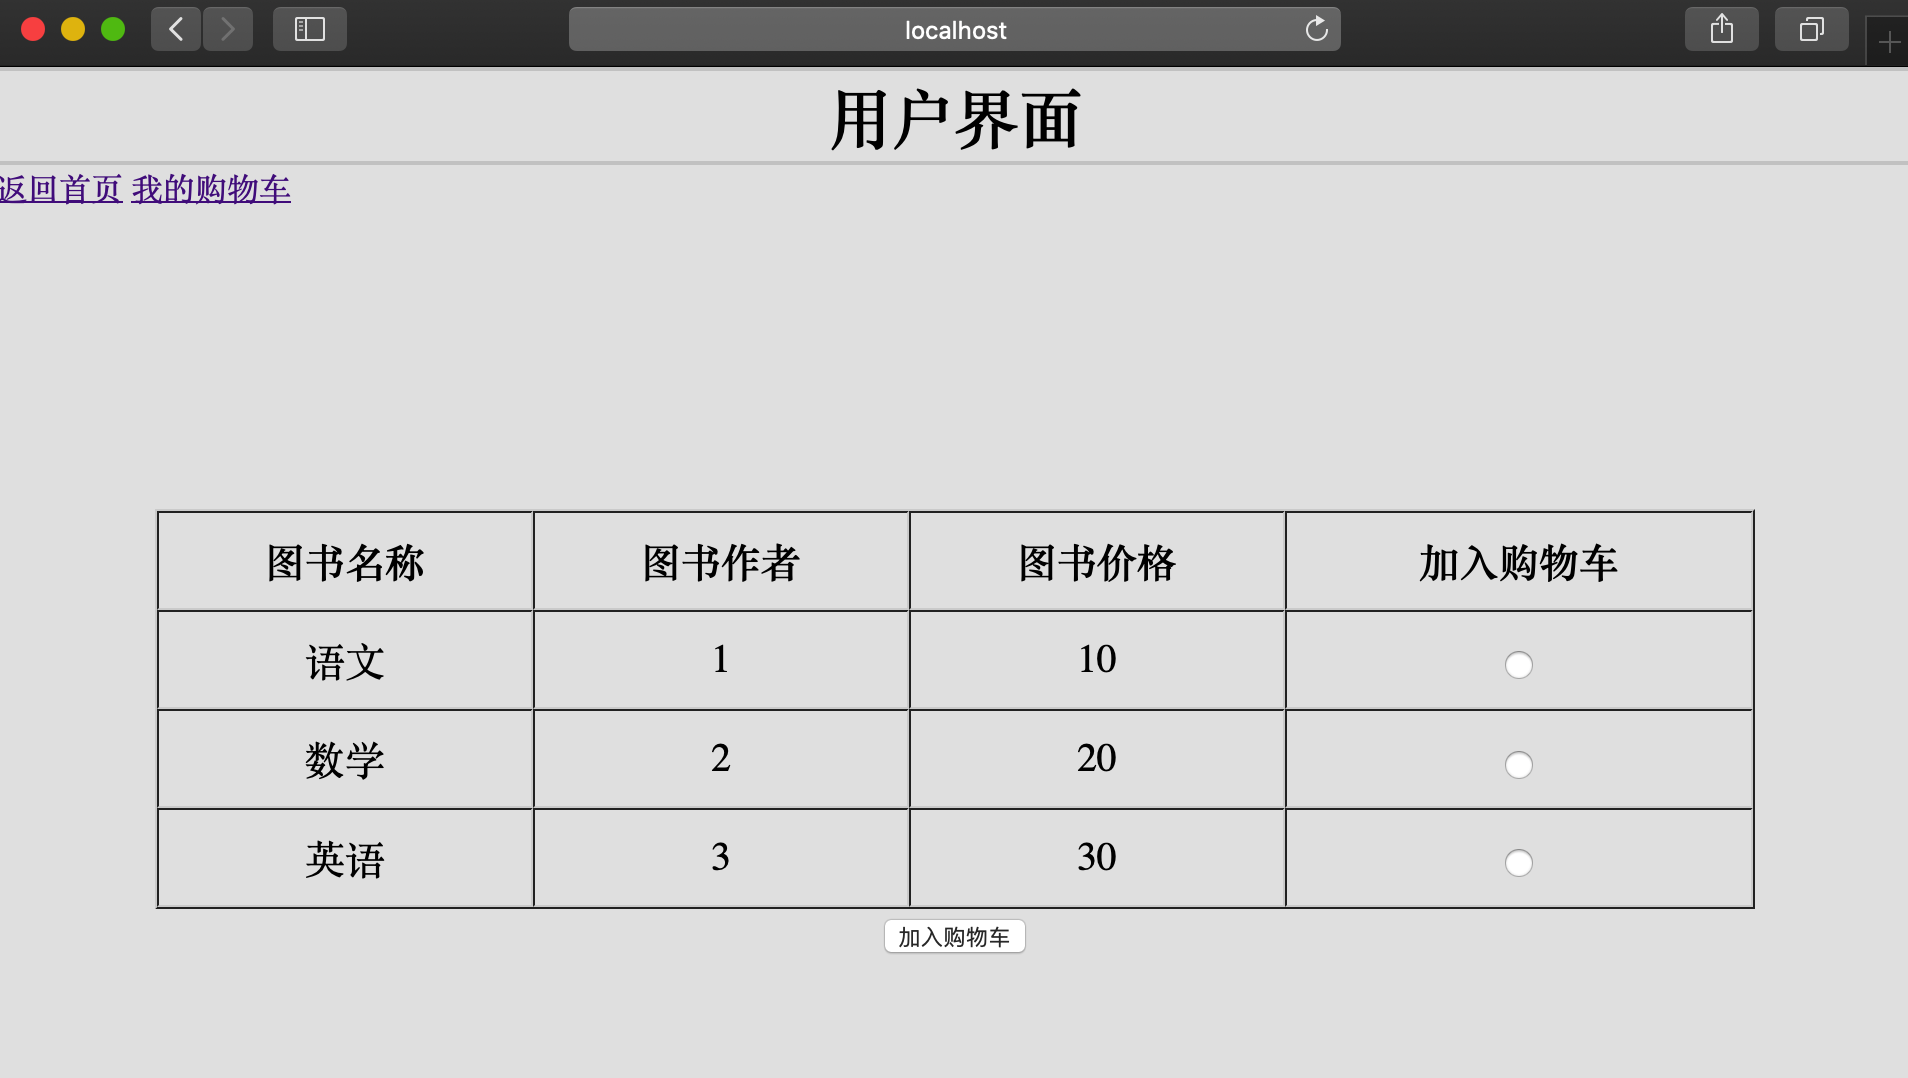 localhost
用户界面
返回首页 我的购物车
图书名称 图书作者 图书价格 加入购物车
语文 1 10
数学 2 20
英语 3 30
加入购物车